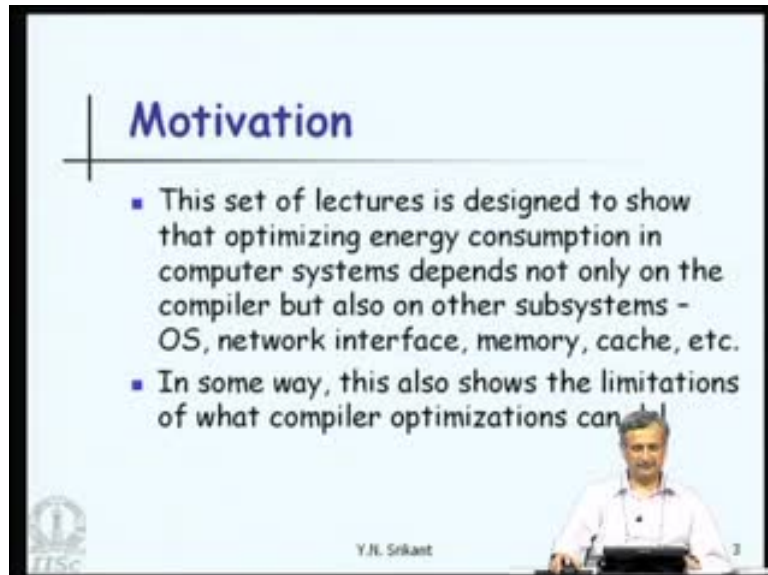 Motivation
▪ This set of lectures is designed to show
that optimizing energy consumption in
computer systems depends not only on the
compiler but also on other subsystems –
OS, network interface, memory, cache, etc.
▪ In some way, this also shows the limitations
of what compiler optimizations can
IISc
Y.N. Srikant
3